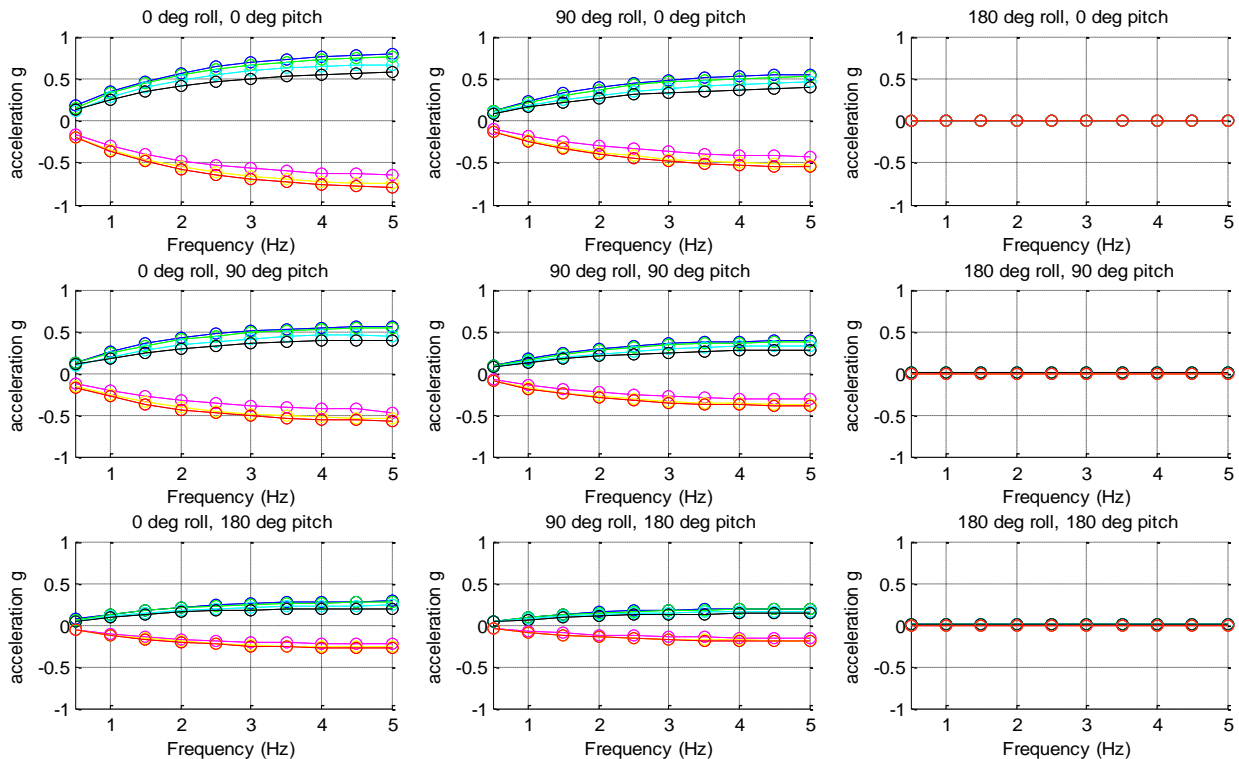 0 deg roll, 0 deg pitch
acceleration g
1
0.5
0
-0.5
-1
1 2 3 4 5
Frequency (Hz)
90 deg roll, 0 deg pitch
acceleration g
1
0.5
0
-0.5
-1
1 2 3 4 5
Frequency (Hz)
180 deg roll, 0 deg pitch
acceleration g
1
0.5
0
-0.5
-1
1 2 3 4 5
Frequency (Hz)
0 deg roll, 90 deg pitch
acceleration g
1
0.5
0
-0.5
-1
1 2 3 4 5
Frequency (Hz)
90 deg roll, 90 deg pitch
acceleration g
1
0.5
0
-0.5
-1
1 2 3 4 5
Frequency (Hz)
180 deg roll, 90 deg pitch
acceleration g
1
0.5
0
-0.5
-1
1 2 3 4 5
Frequency (Hz)
0 deg roll, 180 deg pitch
acceleration g
1
0.5
0
-0.5
-1
1 2 3 4 5
Frequency (Hz)
90 deg roll, 180 deg pitch
acceleration g
1
0.5
0
-0.5
-1
1 2 3 4 5
Frequency (Hz)
180 deg roll, 180 deg pitch
acceleration g
1
0.5
0
-0.5
-1
1 2 3 4 5
Frequency (Hz)